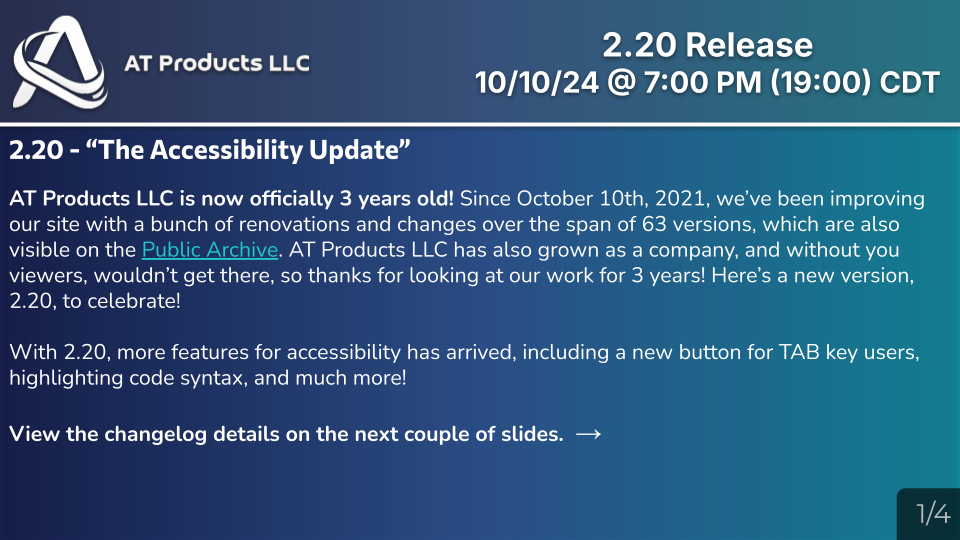 AT Products LLC
2.20 Release
10/10/24 @ 7:00 PM (19:00) CDT
2.20 - “The Accessibility Update”
AT Products LLC is now officially 3 years old! Since October 10th, 2021, we’ve been improving
our site with a bunch of renovations and changes over the span of 63 versions, which are also
visible on the Public Archive. AT Products LLC has also grown as a company, and without you
viewers, wouldn’t get there, so thanks for looking at our work for 3 years! Here’s a new version,
2.20, to celebrate!
With 2.20, more features for accessibility has arrived, including a new button for TAB key users,
highlighting code syntax, and much more!
View the changelog details on the next couple of slides. →
1/4